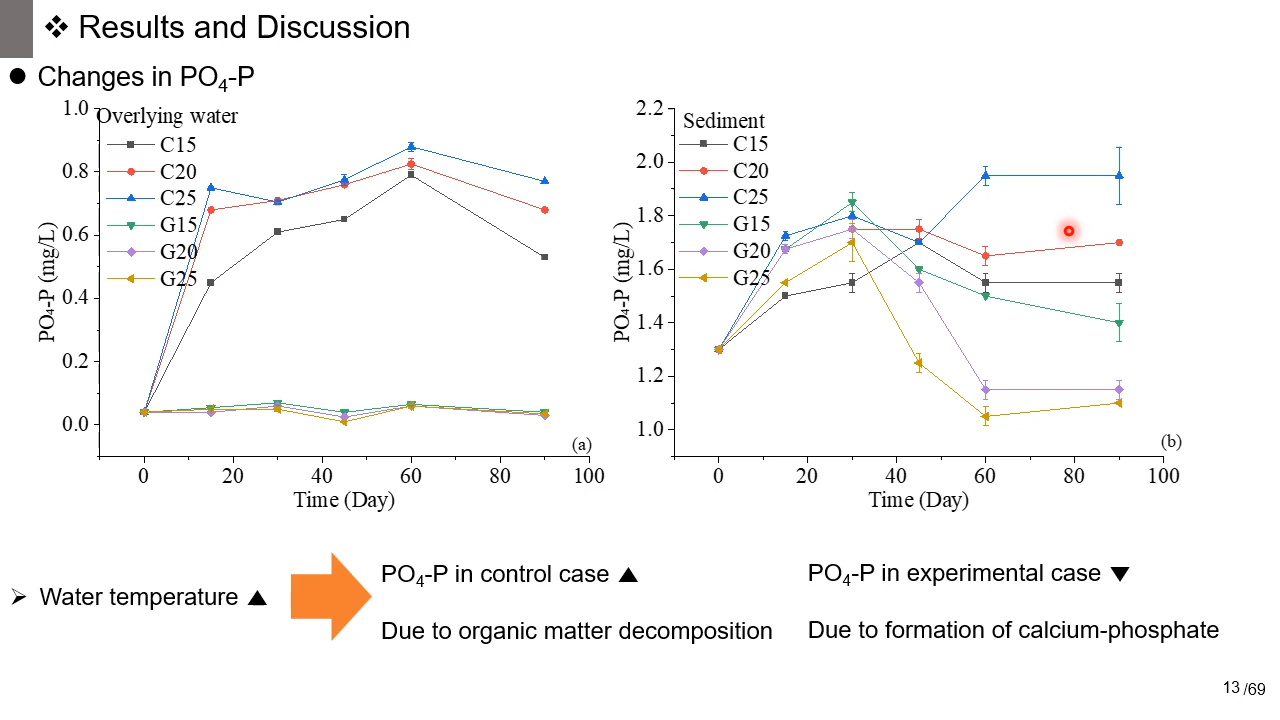 ❖ Results and Discussion
● Changes in PO₄-P
Overlying water
C15
C20
C25
G15
G20
G25
PO₄-P (mg/L)
1.0
0.8
0.6
0.4
0.2
0.0
0 20 40 60 80 100
Time (Day)
(a)
Sediment
C15
C20
C25
G15
G20
G25
PO₄-P (mg/L)
2.2
2.0
1.8
1.6
1.4
1.2
1.0
0 20 40 60 80 100
Time (Day)
(b)
➢ Water temperature ▲
PO₄-P in control case ▲
Due to organic matter decomposition
PO₄-P in experimental case ▼
Due to formation of calcium-phosphate
13 /69